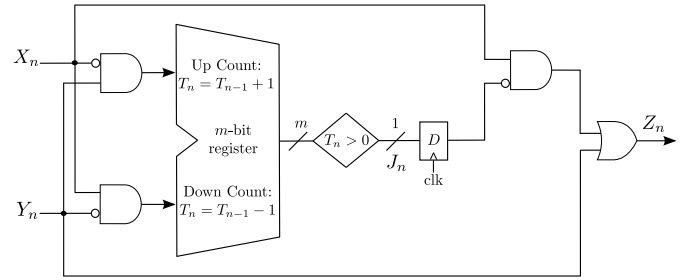 X_n
Up Count:
T_n = T_{n-1} + 1
m-bit
register
Down Count:
T_n = T_{n-1} − 1
Y_n
m
T_n > 0
1
J_n
D
clk
Z_n